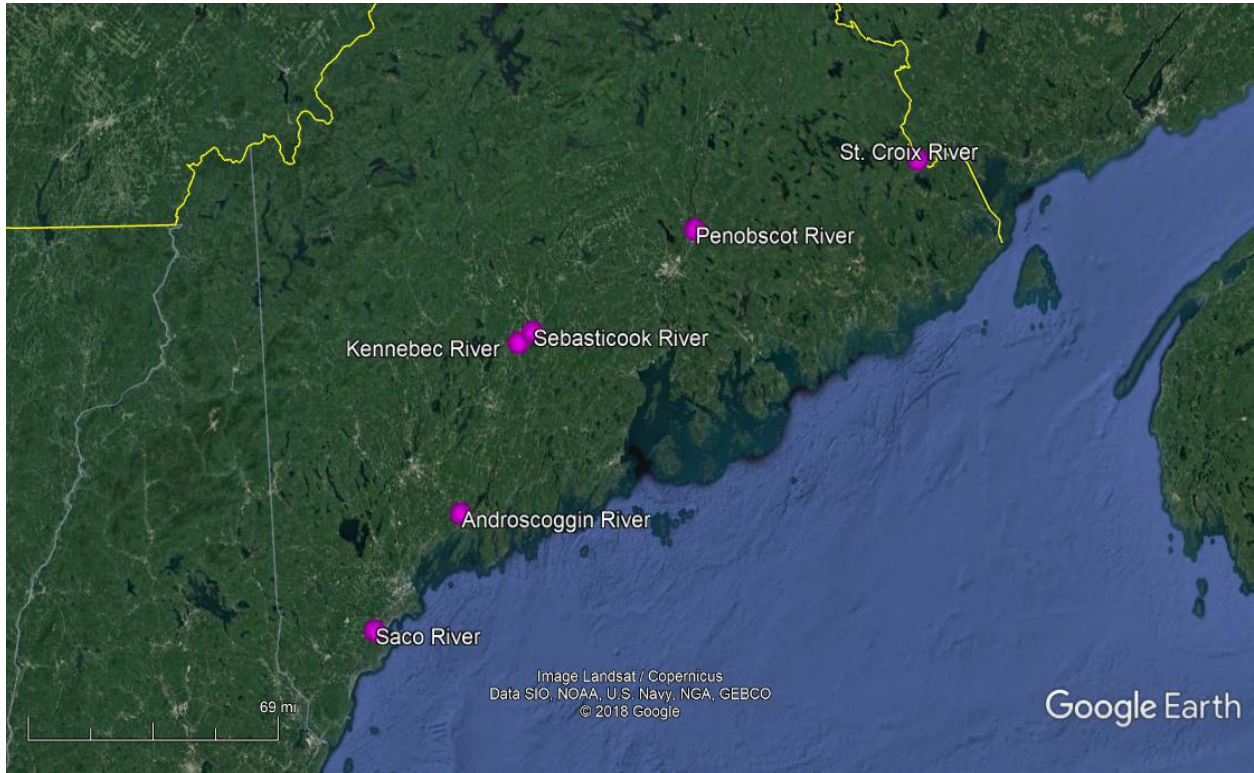 St. Croix River
Penobscot River
Sebasticook River
Kennebec River
Androscoggin River
Saco River
Image Landsat / Copernicus
Data SIO, NOAA, U.S. Navy, NGA, GEBCO
© 2018 Google
69 mi
Google Earth